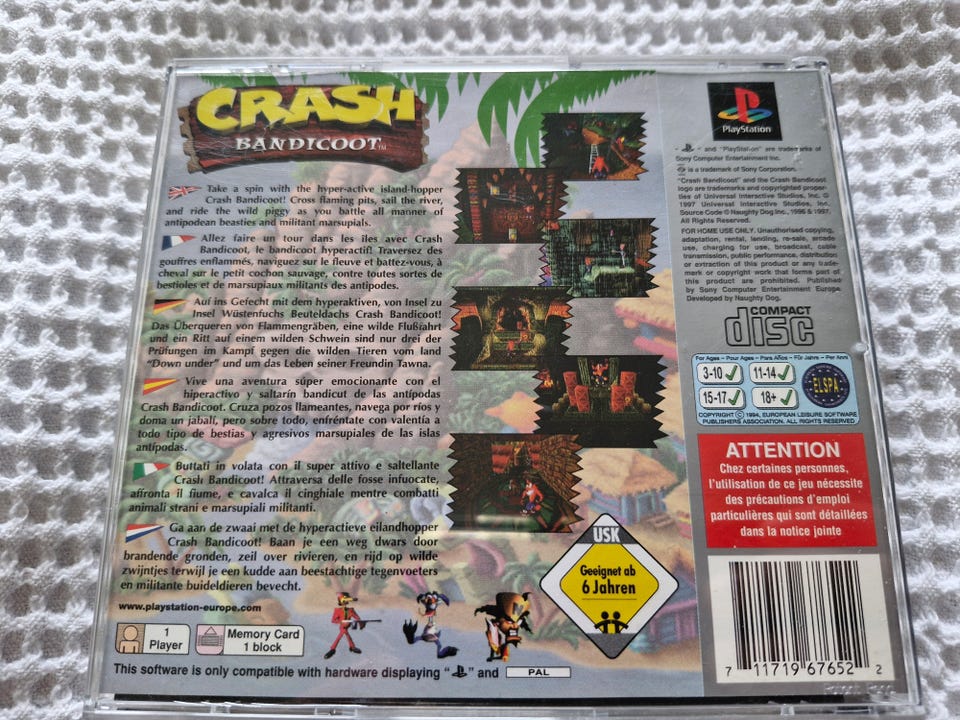 CRASH
BANDICOOT™
Take a spin with the hyper-active island-hopper
Crash Bandicoot! Cross flaming pits, sail the river,
and ride the wild piggy as you battle all manner of
antipodean beasties and militant marsupials.
Allez faire un tour dans les îles avec Crash
Bandicoot, le bandicoot hyperactif! Traversez des
gouffres enflammés, naviguez sur le fleuve et battez-vous, à
cheval sur le petit cochon sauvage, contre toutes sortes de
bestioles et de marsupiaux militants des antipodes.
Auf ins Gefecht mit dem hyperaktiven, von Insel zu
Insel Wüstenfuchs Beuteldachs Crash Bandicoot!
Das Überqueren von Flammengräben, eine wilde Flußfahrt
und ein Ritt auf einem wilden Schwein sind nur drei der
Prüfungen im Kampf gegen die wilden Tieren vom land
"Down under" und um das Leben seiner Freundin Tawna.
Vive una aventura súper emocionante con el
hiperactivo y saltarín bandicut de las antípodas
Crash Bandicoot. Cruza pozos llameantes, navega por ríos y
doma un jabalí, pero sobre todo, enfréntate con valentía a
todo tipo de bestias y agresivos marsupiales de las islas
antípodas.
Buttati in volata con il super attivo e saltellante
Crash Bandicoot! Attraversa delle fosse infuocate,
affronta il fiume, e cavalca il cinghiale mentre combatti
animali strani e marsupiali militanti.
Ga aan de zwaai met de hyperactieve eilandhopper
Crash Bandicoot! Baan je een weg dwars door
brandende gronden, zeil over rivieren, en rijd op wilde
zwijntjes terwijl je een kudde aan beestachtige tegenvoeters
en militante buideldieren bevecht.
www.playstation-europe.com
1
Player
Memory Card
1 block
This software is only compatible with hardware displaying " " and PAL
USK
Geeignet ab
6 Jahren
PlayStation
" " and "PlayStation" are trademarks of
Sony Computer Entertainment Inc.
is a trademark of Sony Corporation.
"Crash Bandicoot" and the Crash Bandicoot
logo are trademarks and copyrighted proper-
ties of Universal Interactive Studios, Inc. ©
1997 Universal Interactive Studios, Inc.
Source Code © Naughty Dog, Inc. 1996 & 1997.
All Rights Reserved.
FOR HOME USE ONLY. Unauthorised copying,
adaptation, rental, lending, re-sale, arcade
use, charging for use, broadcast, cable
transmission, public performance, distribution
or extraction of this product or any trade-
mark or copyright work that forms part of
this product are prohibited. Published
by Sony Computer Entertainment Europe.
Developed by Naughty Dog.
COMPACT
disc
For Ages - Pour Ages - Para Años - Für Jahre - Per Anni
3-10 11-14
15-17 18+
ELSPA
COPYRIGHT © 1994, EUROPEAN LEISURE SOFTWARE
PUBLISHERS ASSOCIATION. ALL RIGHTS RESERVED
ATTENTION
Chez certaines personnes,
l'utilisation de ce jeu nécessite
des précautions d'emploi
particulières qui sont détaillées
dans la notice jointe
7 11719 67652 2